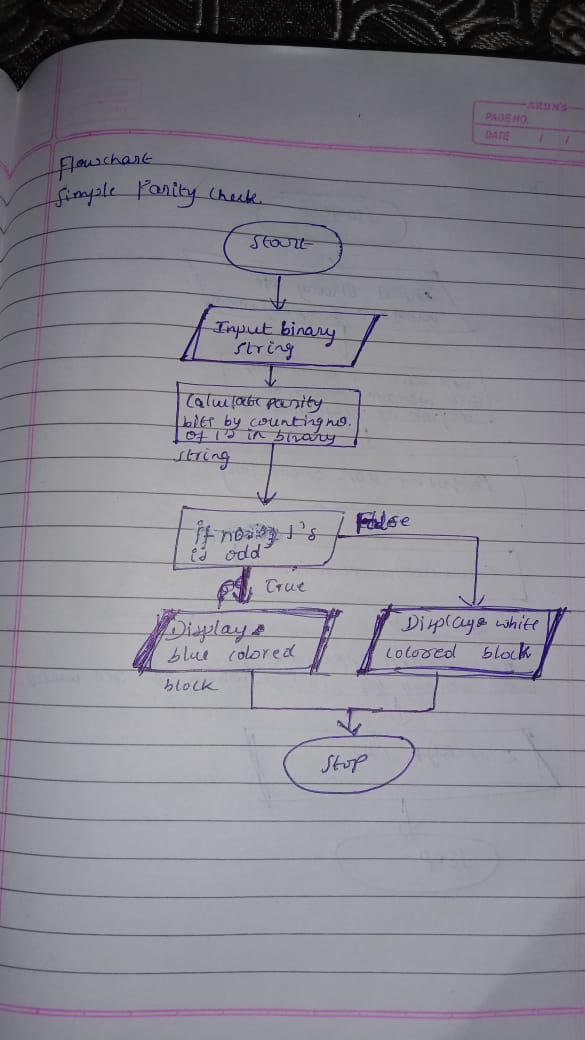 ARUN'S
PAGE NO.
DATE / /
Flowchart
Simple Parity Check.
Start
Input binary
string
Calculate parity
bits by counting no.
of 1's in binary
string
if no of 1's
is odd
False
True
Display
blue colored
block
Display white
colored block
Stop